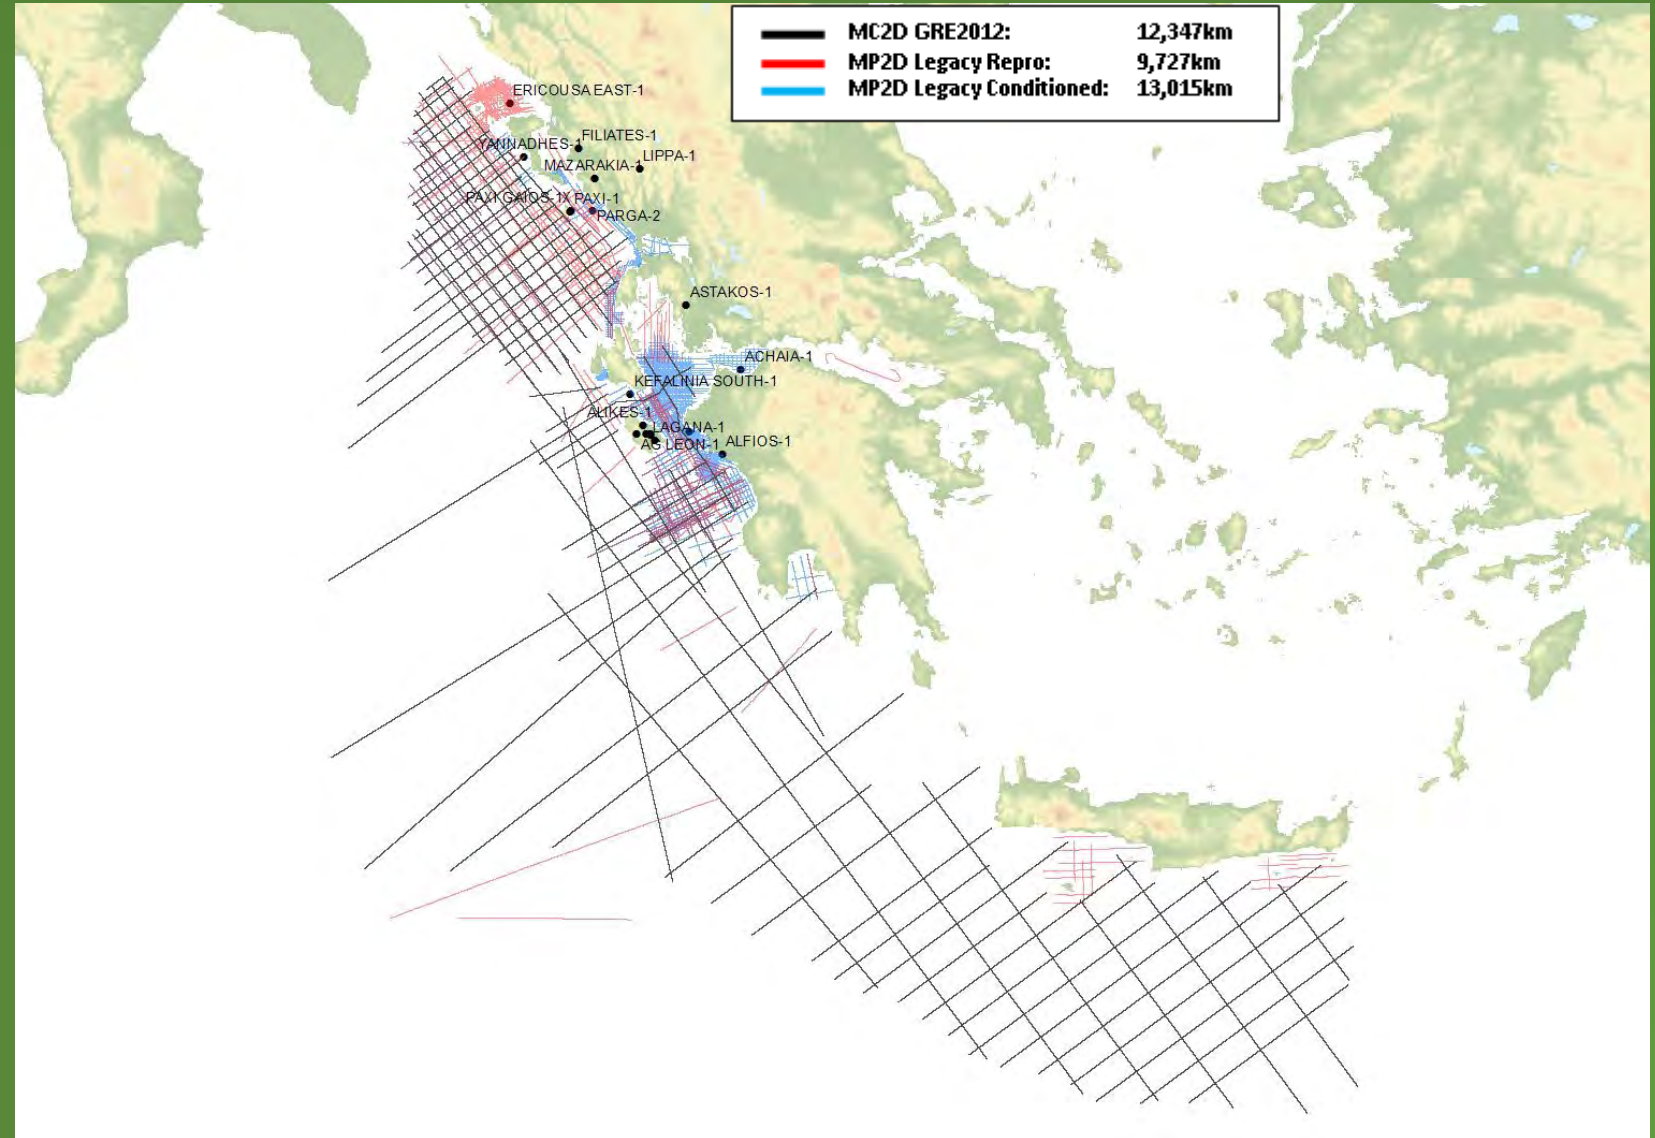 MC2D GRE2012: 12,347km
MP2D Legacy Repro: 9,727km
MP2D Legacy Conditioned: 13,015km
ERICOUSA EAST-1
FILIATES-1
YANNADHES-1
LIPPA-1
MAZARAKIA-1
PAXI GAIOS-1X PAXI-1
PARGA-2
ASTAKOS-1
ACHAIA-1
KEFALINIA SOUTH-1
ALIKES-1
LAGANA-1
AG LEON-1 ALFIOS-1